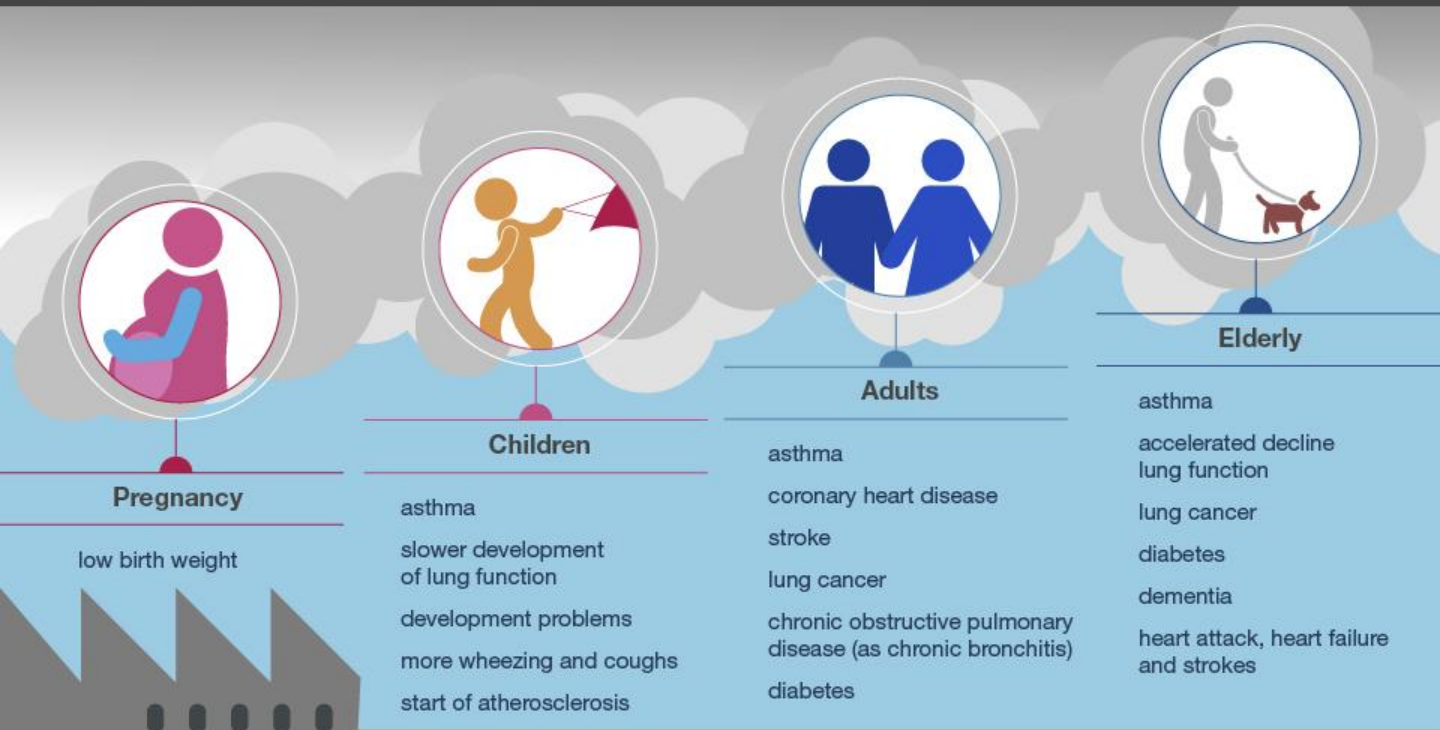 Pregnancy
low birth weight
Children
asthma
slower development
of lung function
development problems
more wheezing and coughs
start of atherosclerosis
Adults
asthma
coronary heart disease
stroke
lung cancer
chronic obstructive pulmonary
disease (as chronic bronchitis)
diabetes
Elderly
asthma
accelerated decline
lung function
lung cancer
diabetes
dementia
heart attack, heart failure
and strokes